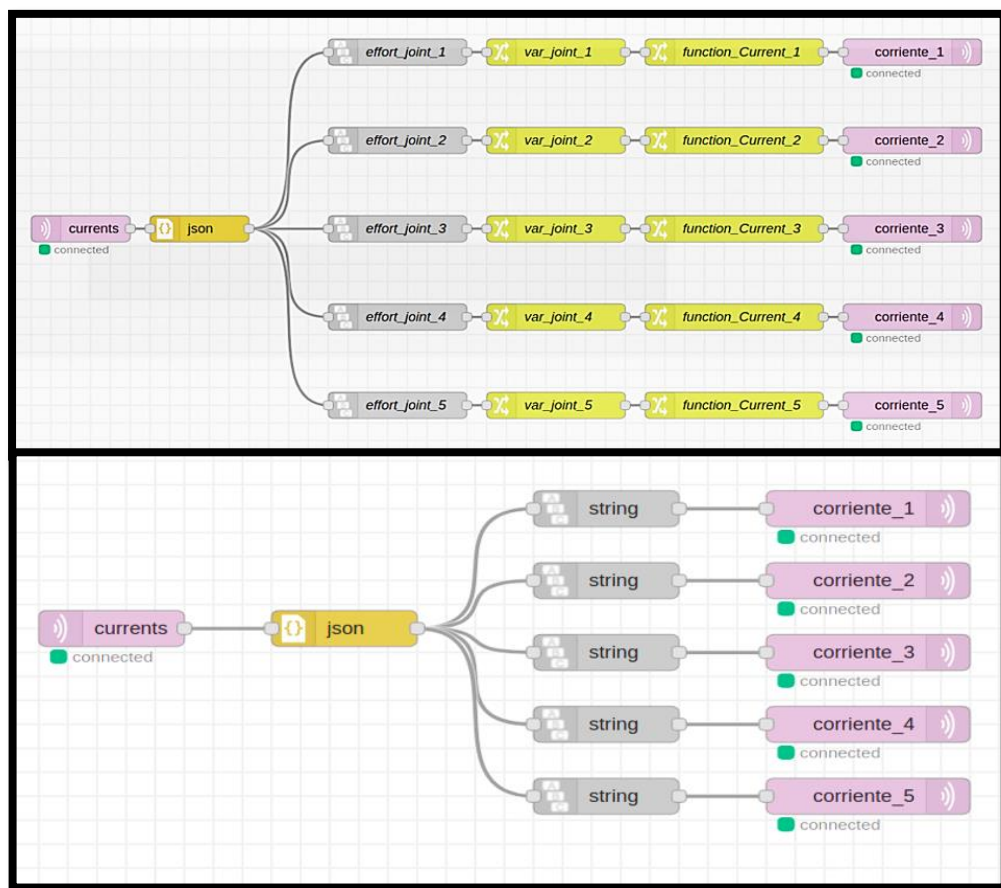 effort_joint_1 var_joint_1 function_Current_1 corriente_1
connected
effort_joint_2 var_joint_2 function_Current_2 corriente_2
connected
currents json effort_joint_3 var_joint_3 function_Current_3 corriente_3
connected connected
effort_joint_4 var_joint_4 function_Current_4 corriente_4
connected
effort_joint_5 var_joint_5 function_Current_5 corriente_5
connected
string corriente_1
connected
string corriente_2
connected
currents json
connected
string corriente_3
connected
string corriente_4
connected
string corriente_5
connected